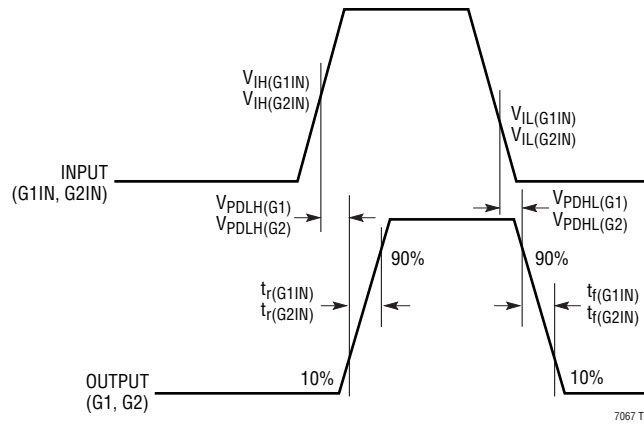 V_IH(G1IN)
V_IH(G2IN)
V_IL(G1IN)
V_IL(G2IN)
INPUT
(G1IN, G2IN)
V_PDLH(G1)
V_PDLH(G2)
V_PDHL(G1)
V_PDHL(G2)
90%
90%
t_r(G1IN)
t_r(G2IN)
t_f(G1IN)
t_f(G2IN)
OUTPUT
(G1, G2)
10%
10%
7067 T